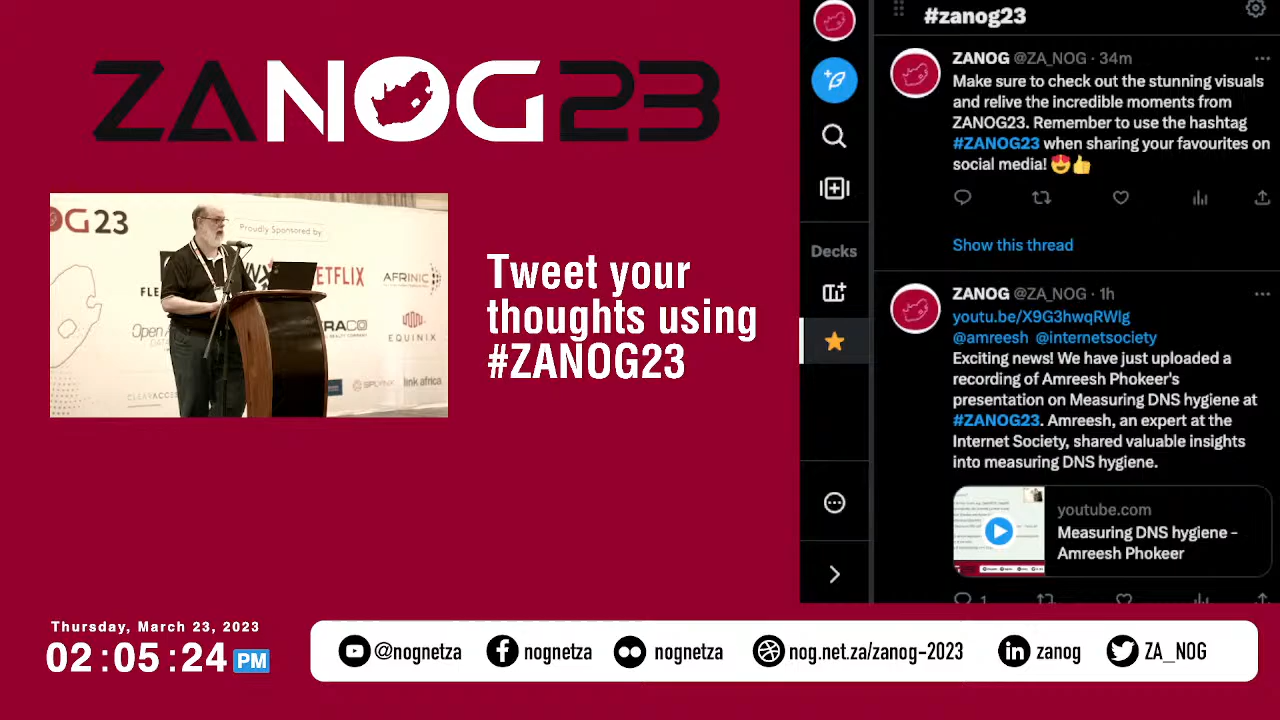 ZANOG23
OG23
Proudly Sponsored by
NETFLIX
AFRINIC
EQUINIX
link africa
Tweet your
thoughts using
#ZANOG23
#zanog23
ZANOG @ZA_NOG · 34m
Make sure to check out the stunning visuals
and relive the incredible moments from
ZANOG23. Remember to use the hashtag
#ZANOG23 when sharing your favourites on
social media! 😍👍
Show this thread
Decks
ZANOG @ZA_NOG · 1h
youtu.be/X9G3hwqRWIg
@amreesh @internetsociety
Exciting news! We have just uploaded a
recording of Amreesh Phokeer's
presentation on Measuring DNS hygiene at
#ZANOG23. Amreesh, an expert at the
Internet Society, shared valuable insights
into measuring DNS hygiene.
youtube.com
Measuring DNS hygiene -
Amreesh Phokeer
1
Thursday, March 23, 2023
02:05:24 PM
@nognetza nognetza nognetza nog.net.za/zanog-2023 zanog ZA_NOG